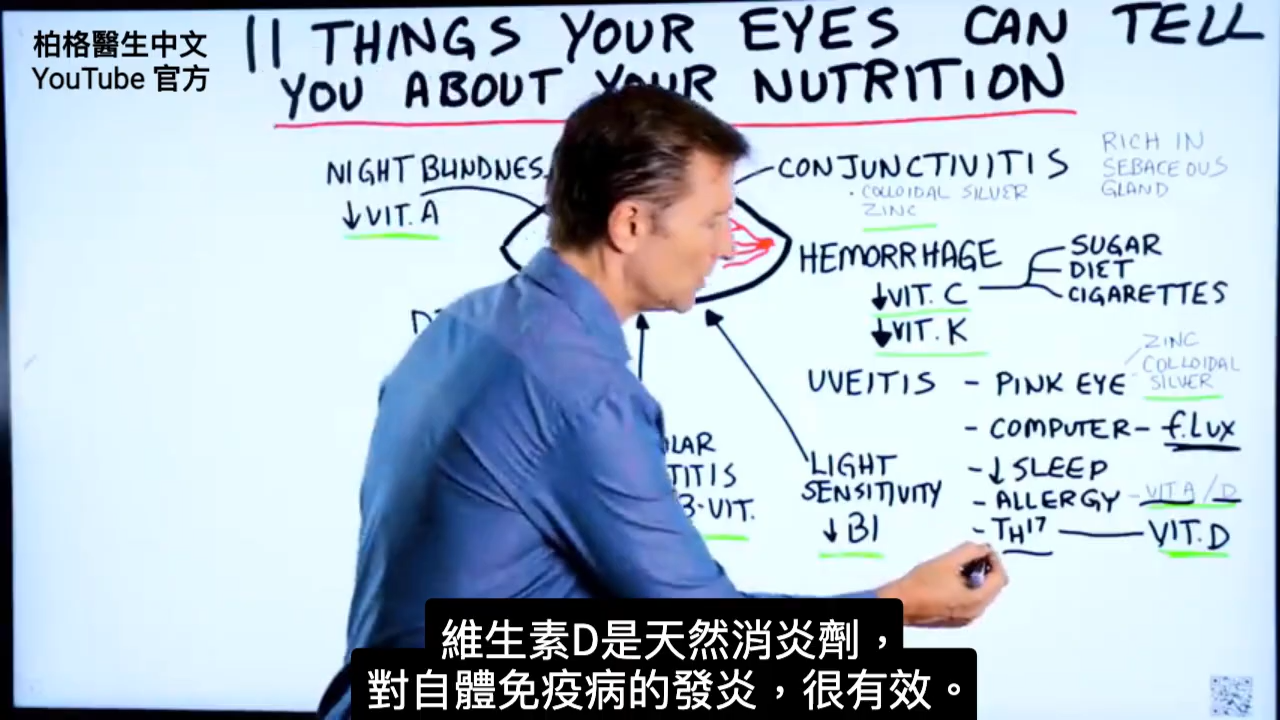 柏格醫生中文
YouTube 官方
11 THINGS YOUR EYES CAN TELL
YOU ABOUT YOUR NUTRITION
NIGHT BLINDNES
↓VIT. A
CONJUNCTIVITIS
· COLLOIDAL SILVER
ZINC
RICH IN
SEBACEOUS
GLAND
HEMORRHAGE
↓VIT. C
↓VIT. K
SUGAR
DIET
CIGARETTES
UVEITIS - PINK EYE
ZINC
COLLOIDAL
SILVER
- COMPUTER - f.lux
- ↓ SLEEP
- ALLERGY - VIT A / D
- TH17 — VIT. D
LIGHT
SENSITIVITY
↓ B1
維生素D是天然消炎劑，
對自體免疫病的發炎，很有效。